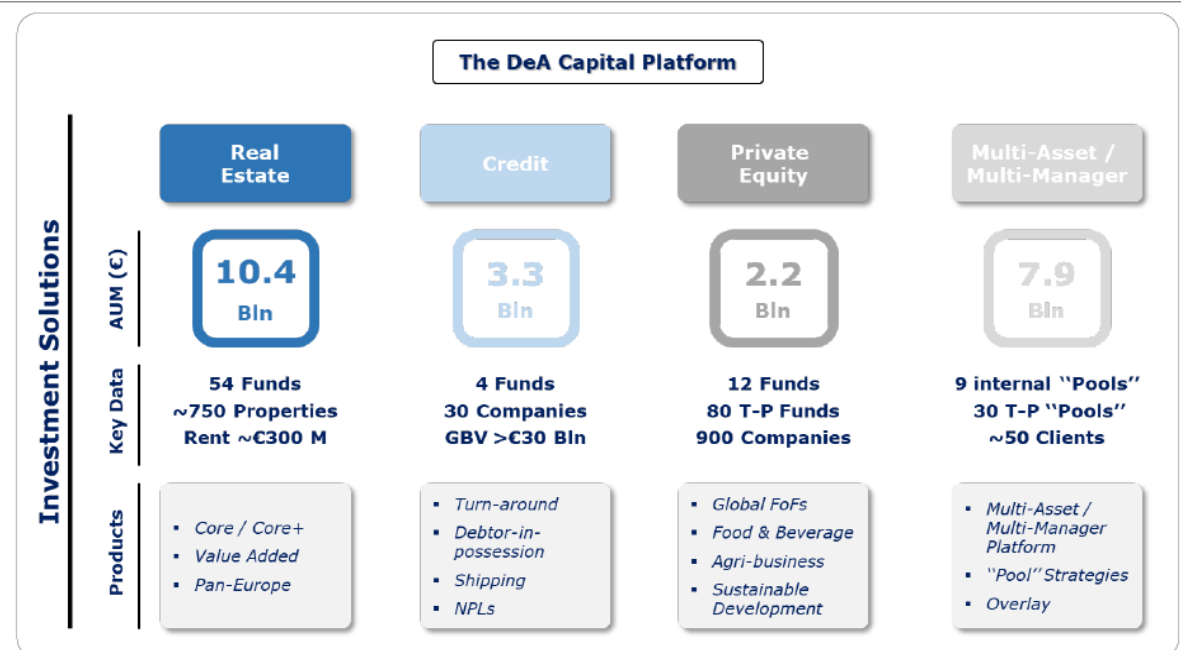 The DeA Capital Platform
Investment Solutions
Real
Estate
Credit
Private
Equity
Multi-Asset /
Multi-Manager
AUM (€)
10.4
Bln
3.3
Bln
2.2
Bln
7.9
Bln
Key Data
54 Funds
~750 Properties
Rent ~€300 M
4 Funds
30 Companies
GBV >€30 Bln
12 Funds
80 T-P Funds
900 Companies
9 internal ‘‘Pools’’
30 T-P ‘‘Pools’’
~50 Clients
Products
▪ Core / Core+
▪ Value Added
▪ Pan-Europe
▪ Turn-around
▪ Debtor-in-
possession
▪ Shipping
▪ NPLs
▪ Global FoFs
▪ Food & Beverage
▪ Agri-business
▪ Sustainable
Development
▪ Multi-Asset /
Multi-Manager
Platform
▪ ‘‘Pool’’ Strategies
▪ Overlay